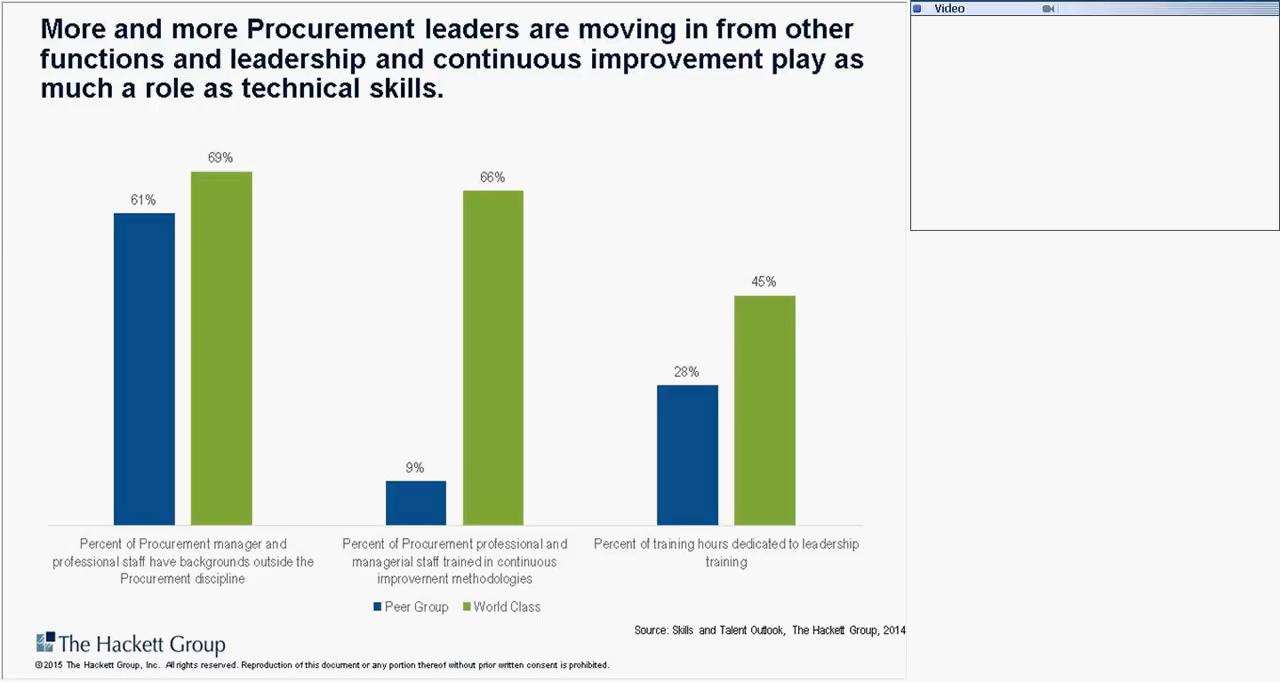 More and more Procurement leaders are moving in from other
functions and leadership and continuous improvement play as
much a role as technical skills.
Video
69%
61%
66%
9%
45%
28%
Percent of Procurement manager and
professional staff have backgrounds outside the
Procurement discipline
Percent of Procurement professional and
managerial staff trained in continuous
improvement methodologies
Percent of training hours dedicated to leadership
training
Peer Group World Class
Source: Skills and Talent Outlook, The Hackett Group, 2014
The Hackett Group
©2015 The Hackett Group, Inc. All rights reserved. Reproduction of this document or any portion thereof without prior written consent is prohibited.